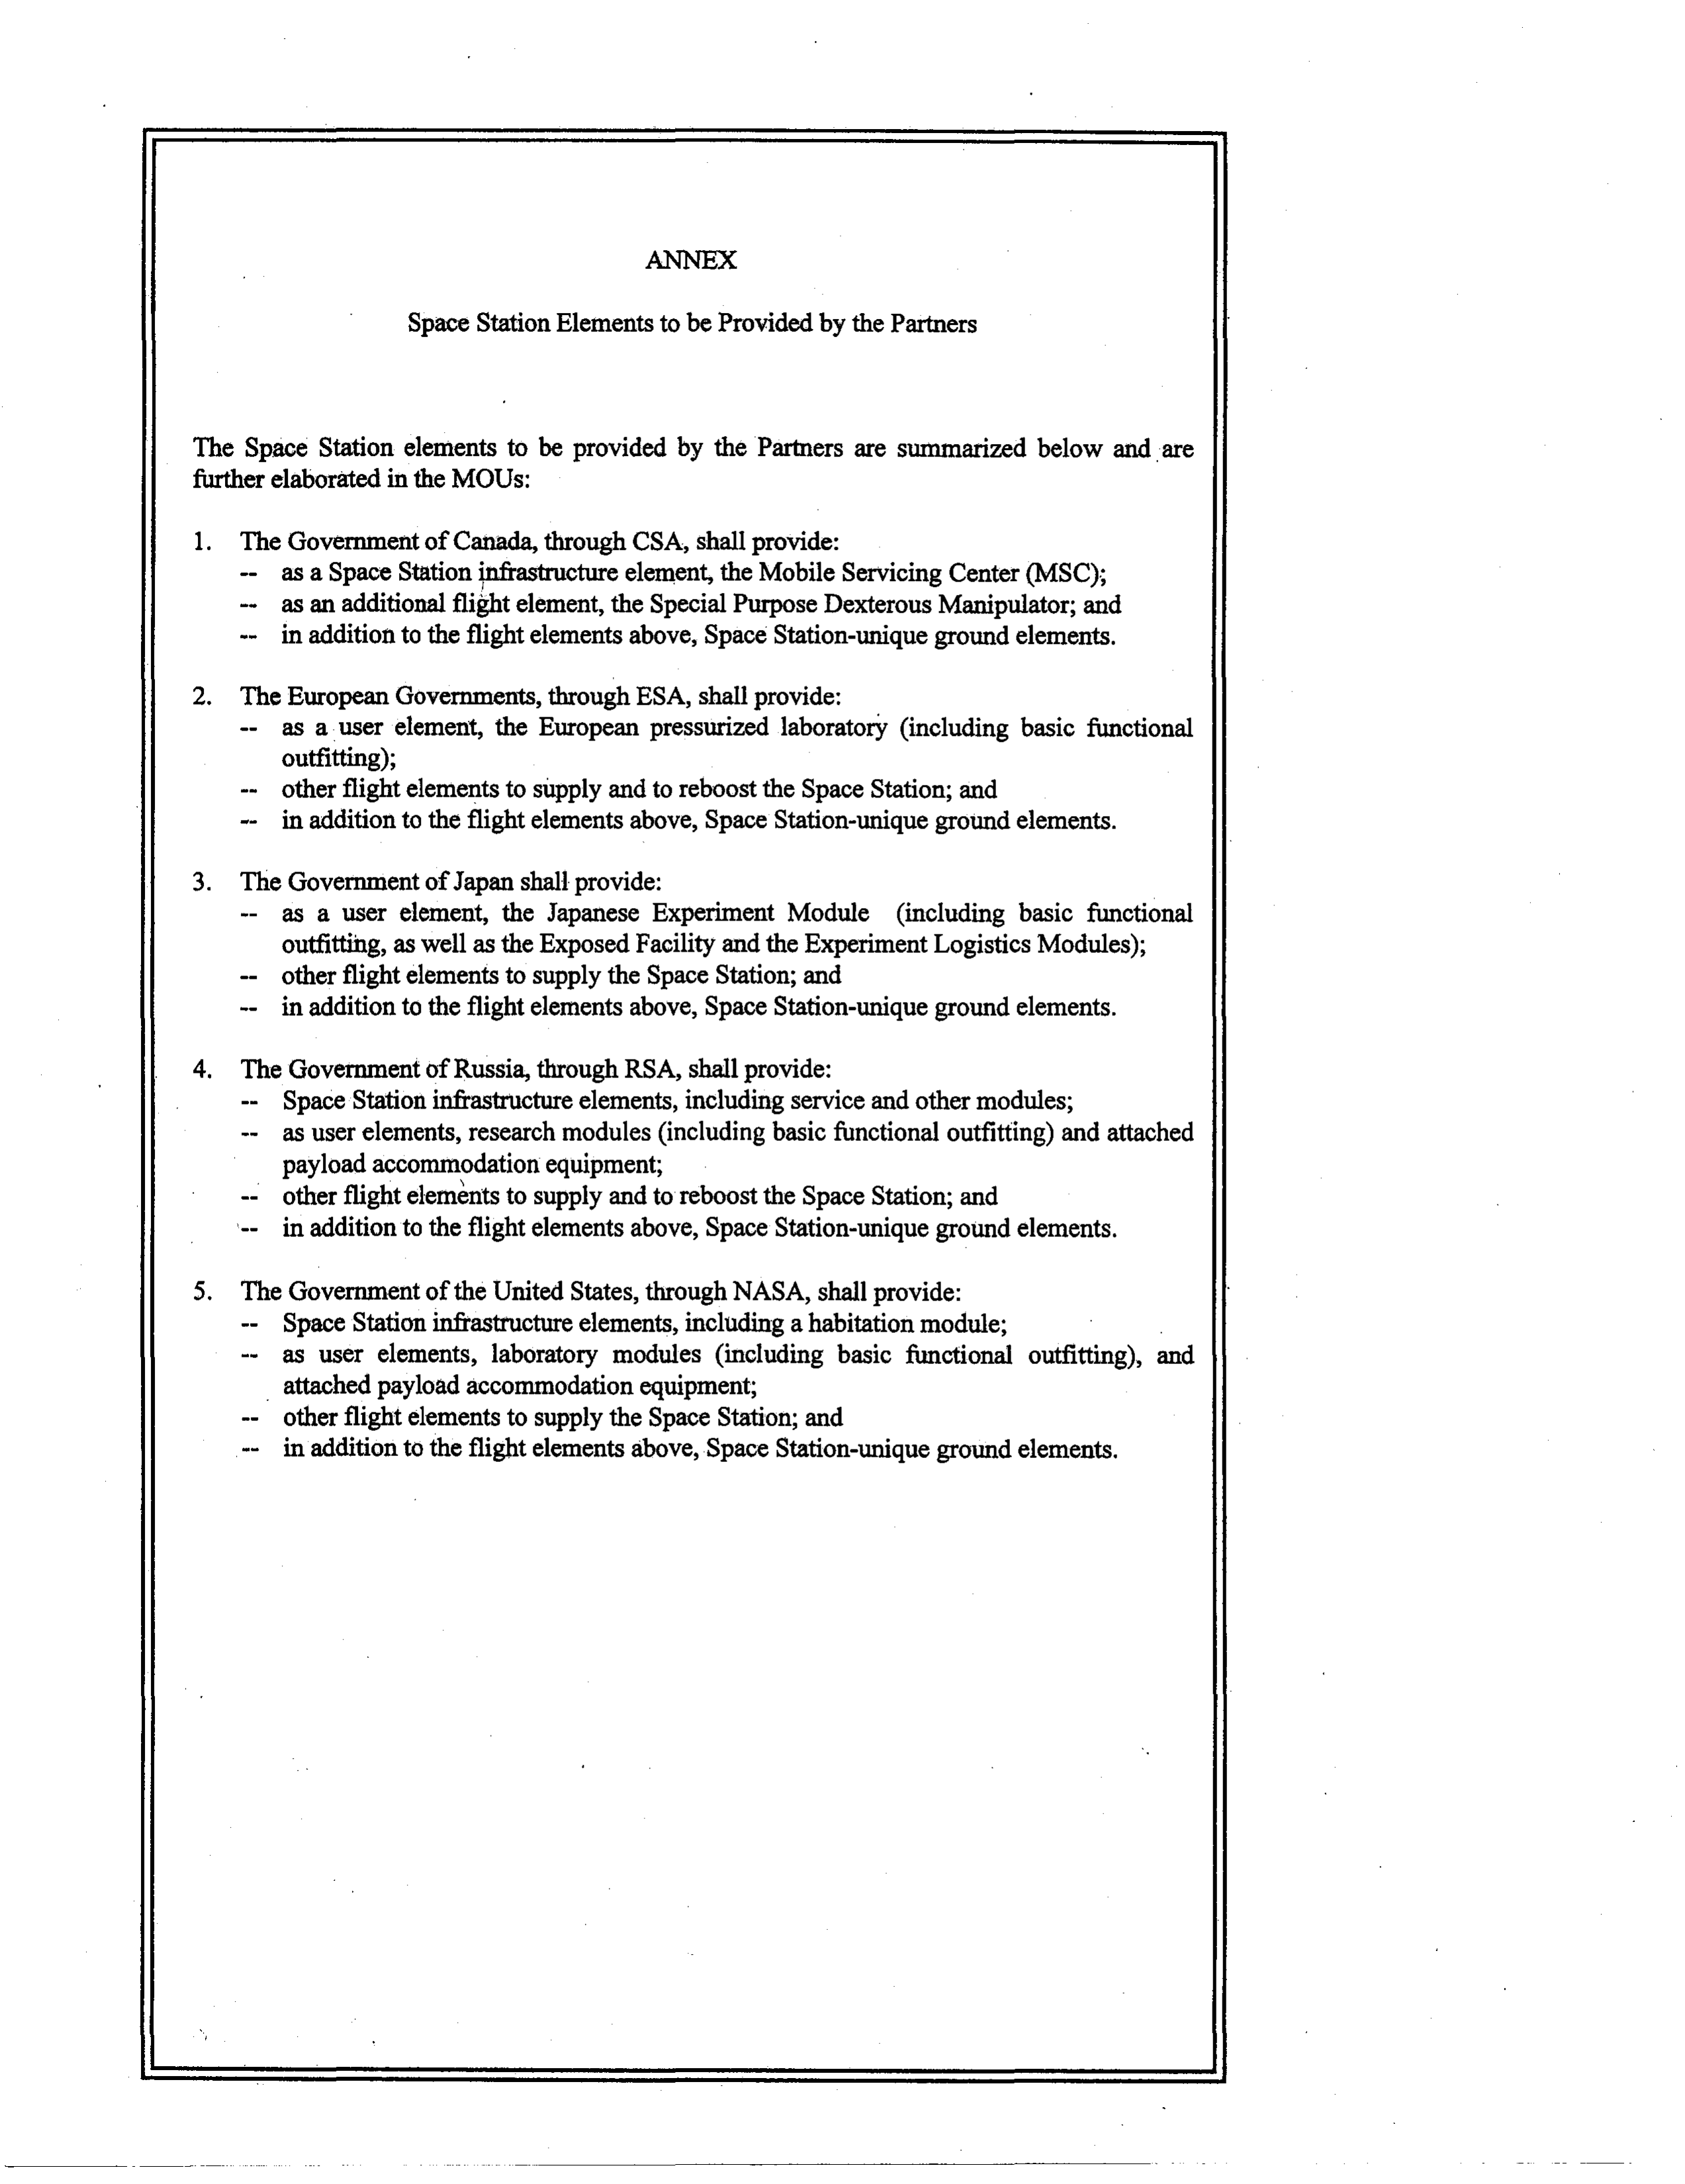 ANNEX
Space Station Elements to be Provided by the Partners
The Space Station elements to be provided by the Partners are summarized below and are
further elaborated in the MOUs:
1. The Government of Canada, through CSA, shall provide:
-- as a Space Station infrastructure element, the Mobile Servicing Center (MSC);
-- as an additional flight element, the Special Purpose Dexterous Manipulator; and
-- in addition to the flight elements above, Space Station-unique ground elements.
2. The European Governments, through ESA, shall provide:
-- as a user element, the European pressurized laboratory (including basic functional
outfitting);
-- other flight elements to supply and to reboost the Space Station; and
-- in addition to the flight elements above, Space Station-unique ground elements.
3. The Government of Japan shall provide:
-- as a user element, the Japanese Experiment Module (including basic functional
outfitting, as well as the Exposed Facility and the Experiment Logistics Modules);
-- other flight elements to supply the Space Station; and
-- in addition to the flight elements above, Space Station-unique ground elements.
4. The Government of Russia, through RSA, shall provide:
-- Space Station infrastructure elements, including service and other modules;
-- as user elements, research modules (including basic functional outfitting) and attached
payload accommodation equipment;
-- other flight elements to supply and to reboost the Space Station; and
-- in addition to the flight elements above, Space Station-unique ground elements.
5. The Government of the United States, through NASA, shall provide:
-- Space Station infrastructure elements, including a habitation module;
-- as user elements, laboratory modules (including basic functional outfitting), and
attached payload accommodation equipment;
-- other flight elements to supply the Space Station; and
-- in addition to the flight elements above, Space Station-unique ground elements.